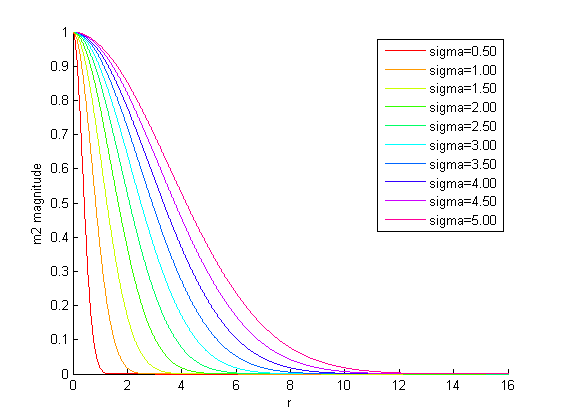 1
0.9
0.8
0.7
0.6
0.5
0.4
0.3
0.2
0.1
0
m2 magnitude
0 2 4 6 8 10 12 14 16
r
sigma=0.50
sigma=1.00
sigma=1.50
sigma=2.00
sigma=2.50
sigma=3.00
sigma=3.50
sigma=4.00
sigma=4.50
sigma=5.00